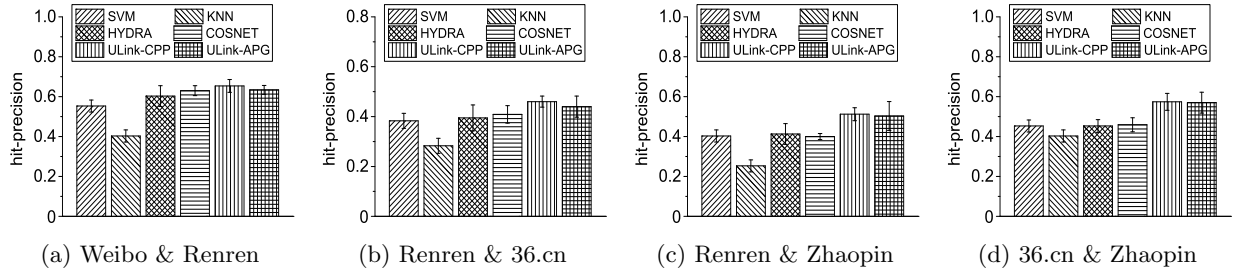 hit-precision
1.0
0.8
0.6
0.4
0.2
0
SVM KNN
HYDRA COSNET
ULink-CPP ULink-APG
(a) Weibo & Renren
hit-precision
0.8
0.6
0.4
0.2
0
SVM KNN
HYDRA COSNET
ULink-CPP ULink-APG
(b) Renren & 36.cn
hit-precision
1.0
0.8
0.6
0.4
0.2
0
SVM KNN
HYDRA COSNET
ULink-CPP ULink-APG
(c) Renren & Zhaopin
hit-precision
1.0
0.8
0.6
0.4
0.2
0
SVM KNN
HYDRA COSNET
ULink-CPP ULink-APG
(d) 36.cn & Zhaopin